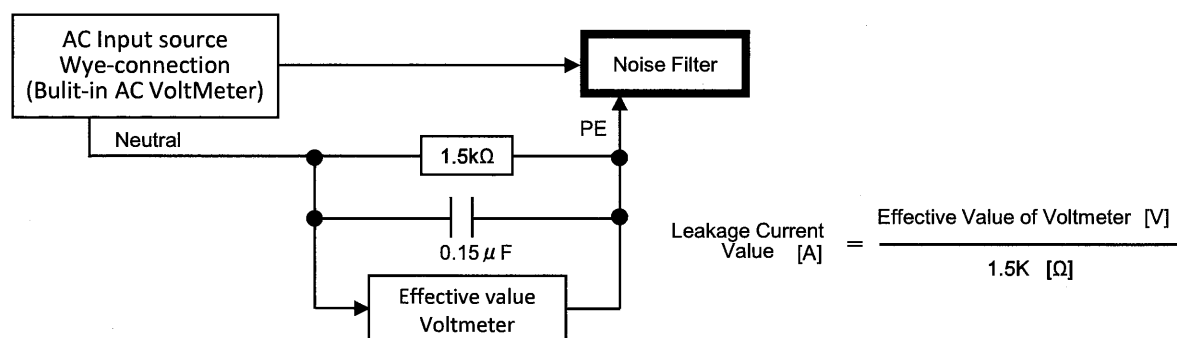 AC Input source
Wye-connection
(Bulit-in AC VoltMeter)
Noise Filter
Neutral
PE
1.5kΩ
0.15μF
Effective value
Voltmeter
Leakage Current
Value [A]
=
Effective Value of Voltmeter [V]
1.5K [Ω]